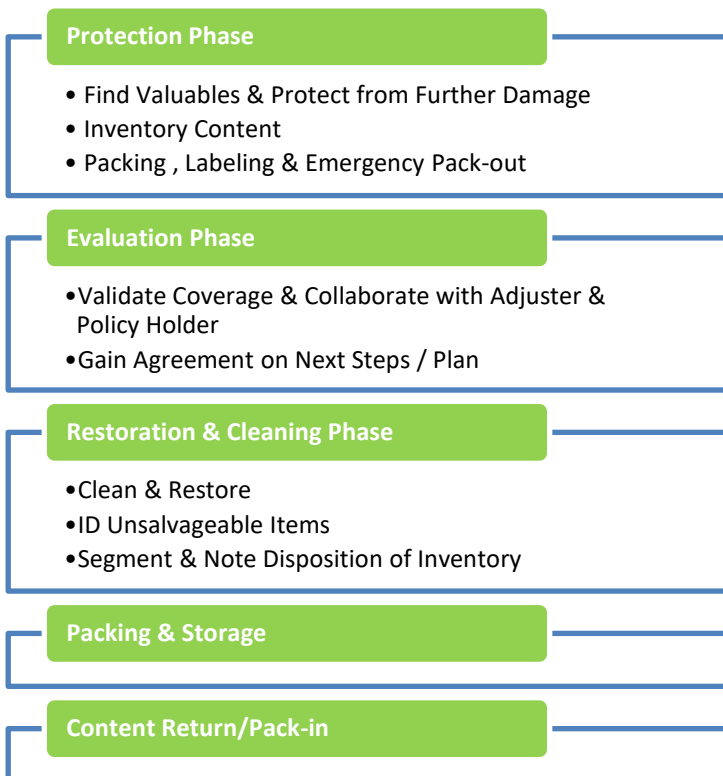 Protection Phase
• Find Valuables & Protect from Further Damage
• Inventory Content
• Packing , Labeling & Emergency Pack-out
Evaluation Phase
•Validate Coverage & Collaborate with Adjuster &
Policy Holder
•Gain Agreement on Next Steps / Plan
Restoration & Cleaning Phase
•Clean & Restore
•ID Unsalvageable Items
•Segment & Note Disposition of Inventory
Packing & Storage
Content Return/Pack-in